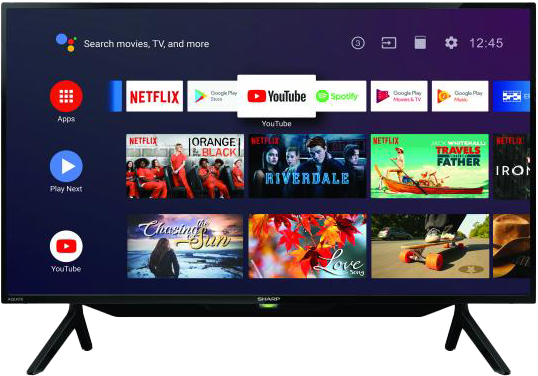 Search movies, TV, and more
3
12:45
NETFLIX
Google Play
Store
YouTube
Spotify
Google Play
Movies & TV
Google Play
Music
Apps
YouTube
NETFLIX
ORANGE
is the new
BLACK
NETFLIX
RIVERDALE
NETFLIX
JACK WHITEHALL:
TRAVELS
WITH MY
FATHER
IRON
Play Next
Chasing the
Sun
Love
Song
YouTube
AQUOS
SHARP